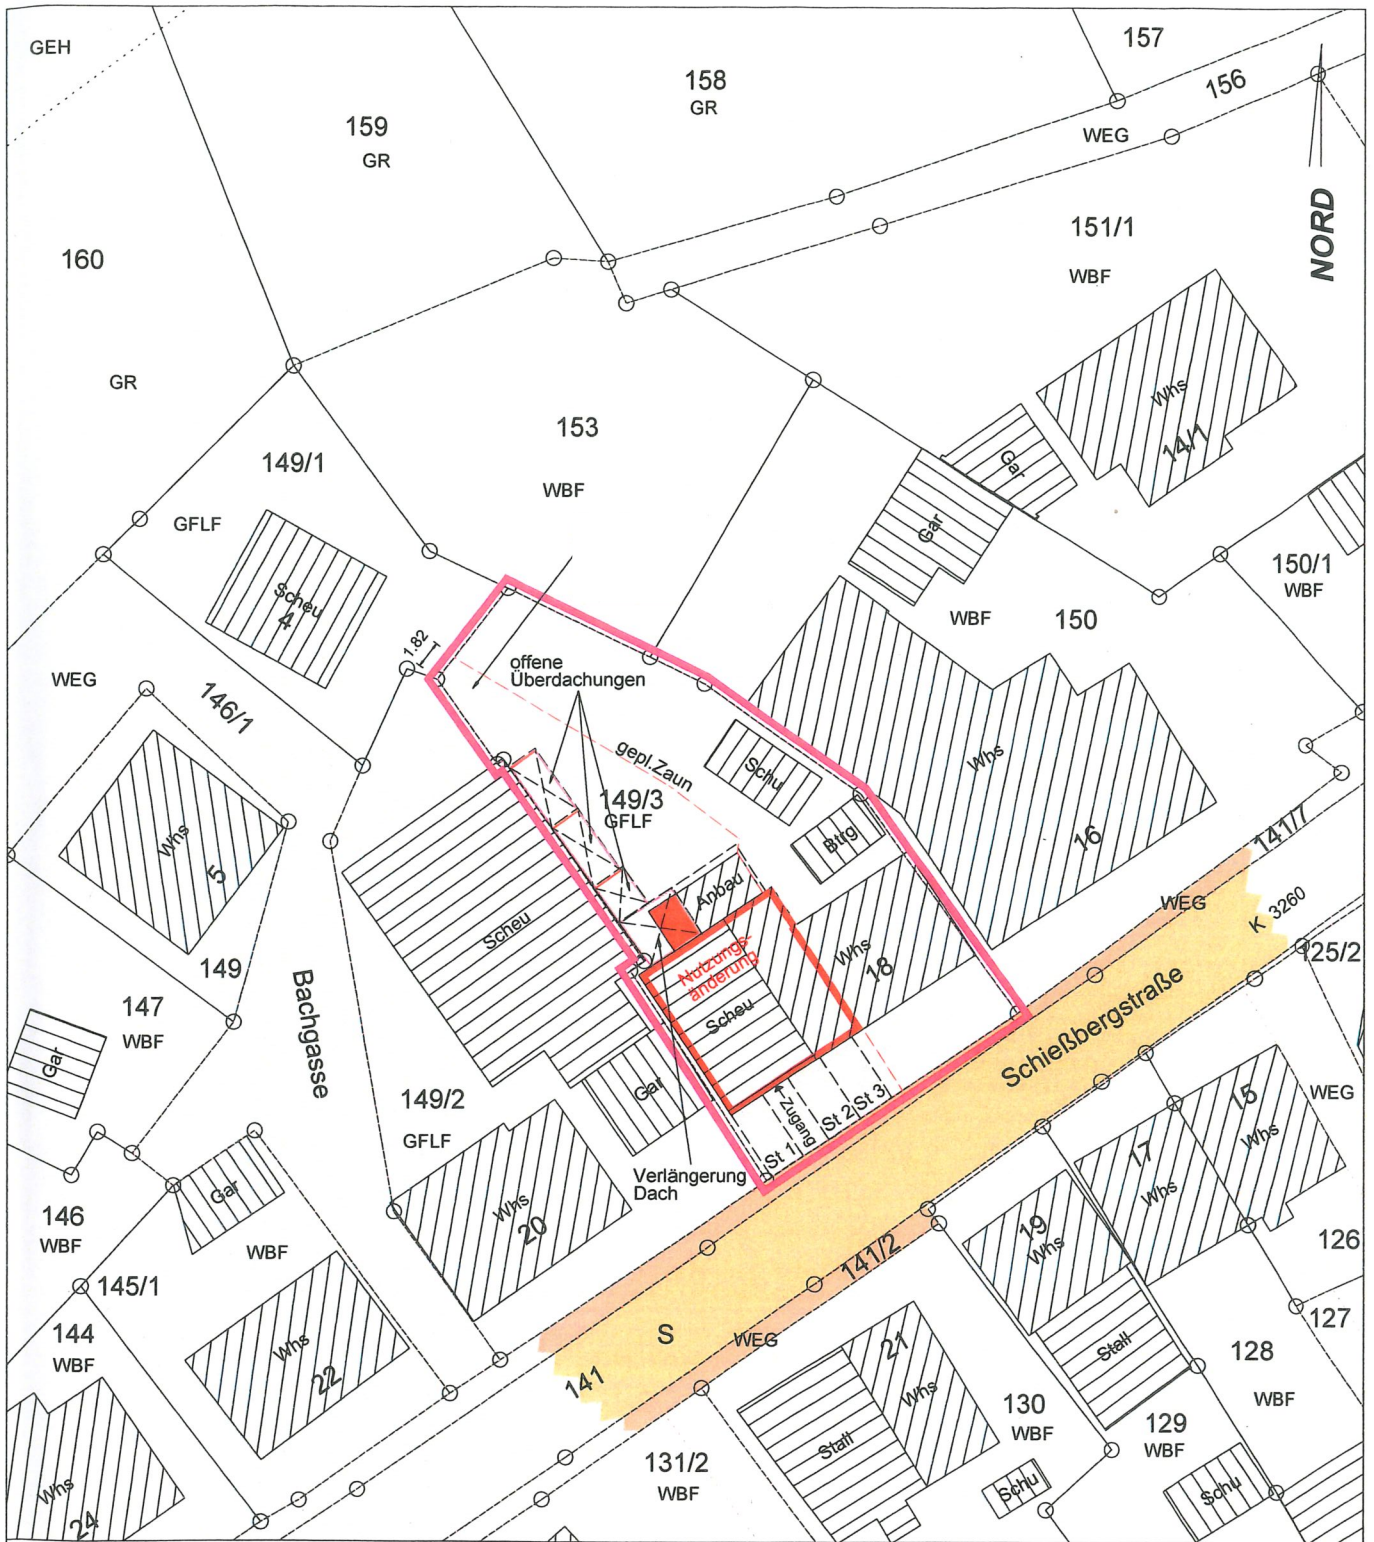 GEH
157
158
GR
156
159
GR
WEG
NORD
151/1
WBF
160
GR
Whs
14/1
153
WBF
149/1
GFLF
Gar
Gar
150/1
WBF
Scheu
4
WBF
150
1.82
offene
Überdachungen
WEG
146/1
gepl.Zaun
Schu
Whs
149/3
GFLF
Btrg
16
141/7
Whs
5
Anbau
WEG
K 3260
Scheu
Nutzungs-
änderung
Whs
18
125/2
149
Bachgasse
Scheu
Schießbergstraße
147
WBF
Gar
Gar
149/2
GFLF
Zugang
St 1
St 2
St 3
15
Whs
WEG
17
Whs
Verlängerung
Dach
Gar
Whs
20
146
WBF
WBF
19
Whs
141/2
126
145/1
127
144
WBF
Whs
22
S
WEG
21
Whs
Stall
128
WBF
141
130
WBF
129
WBF
Stall
131/2
WBF
Schu
Schu
Whs
24